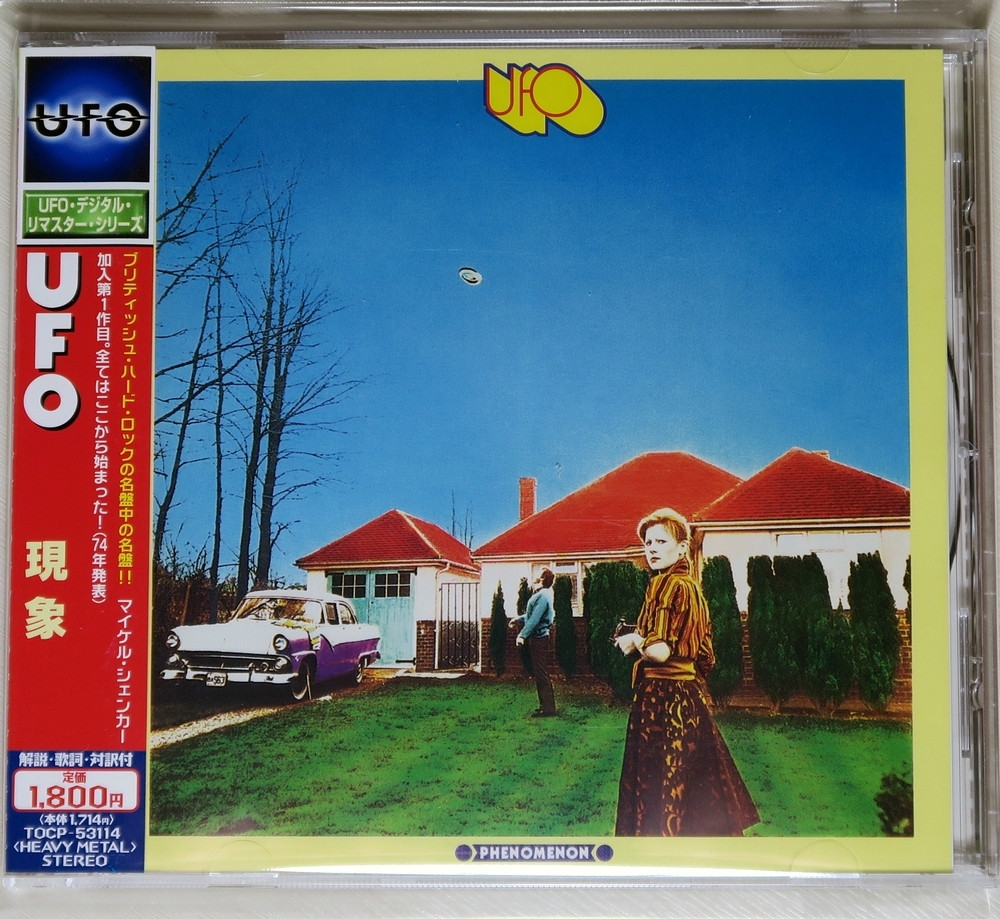 UFO
UFO・デジタル・
リマスター・シリーズ
UFO
現象
ブリティッシュ・ハード・ロックの名盤中の名盤!! マイケル・シェンカー
加入第1作目。全てはここから始まった!(74年発表)
解説・歌詞・対訳付
定価
1,800円
〈本体1,714円〉
TOCP-53114
〈HEAVY METAL〉
STEREO
UFO
PHENOMENON